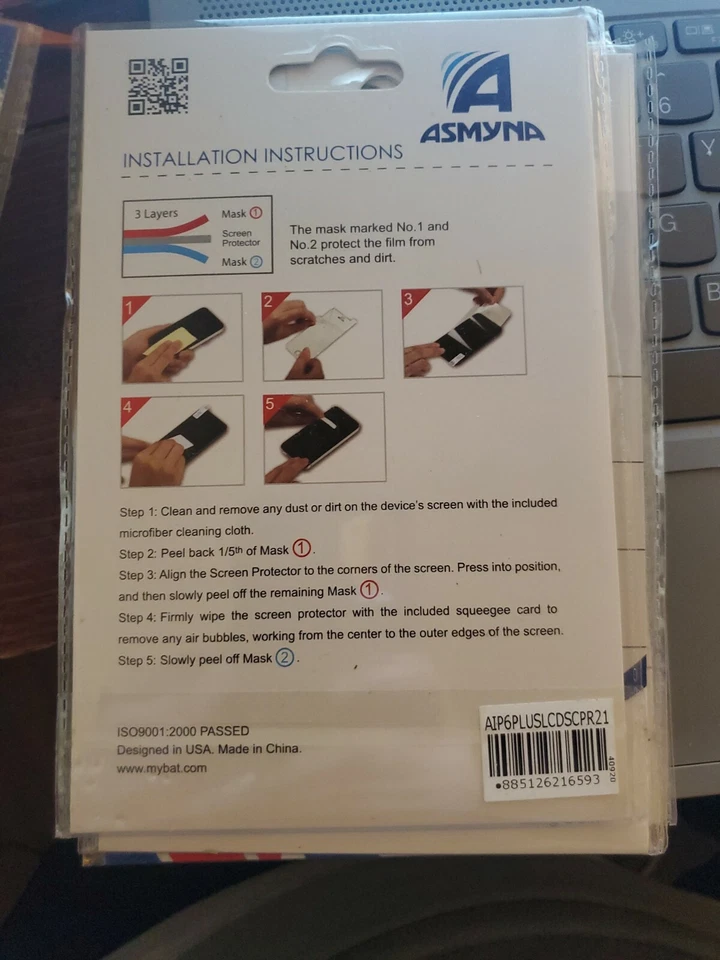 ASMYNA
INSTALLATION INSTRUCTIONS
3 Layers
Mask ①
Screen
Protector
Mask ②
The mask marked No.1 and
No.2 protect the film from
scratches and dirt.
1
2
3
4
5
Step 1: Clean and remove any dust or dirt on the device's screen with the included
microfiber cleaning cloth.
Step 2: Peel back 1/5th of Mask ①.
Step 3: Align the Screen Protector to the corners of the screen. Press into position,
and then slowly peel off the remaining Mask ①.
Step 4: Firmly wipe the screen protector with the included squeegee card to
remove any air bubbles, working from the center to the outer edges of the screen.
Step 5: Slowly peel off Mask ②.
ISO9001:2000 PASSED
Designed in USA. Made in China.
www.mybat.com
AIP6PLUSLCDSCPR21
885126216593
40920
6
Y
G
B